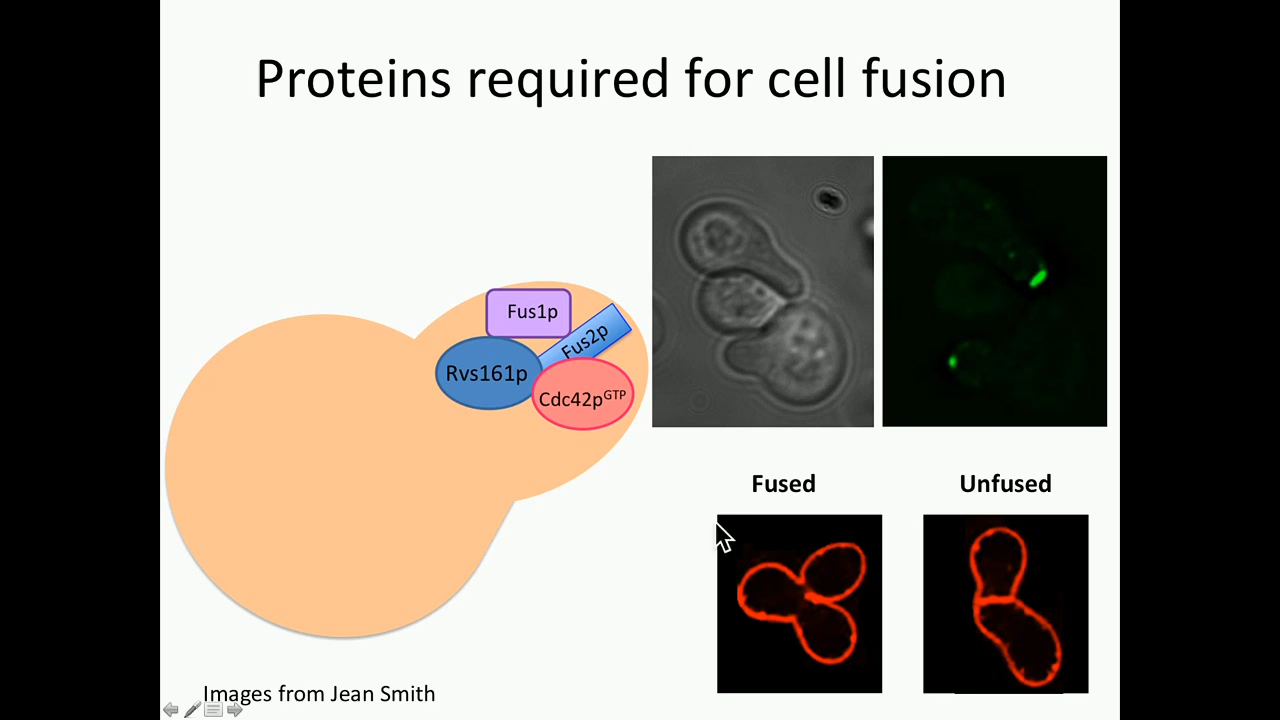 Proteins required for cell fusion
Fus1p
Fus2p
Rvs161p
Cdc42pGTP
Fused
Unfused
Images from Jean Smith